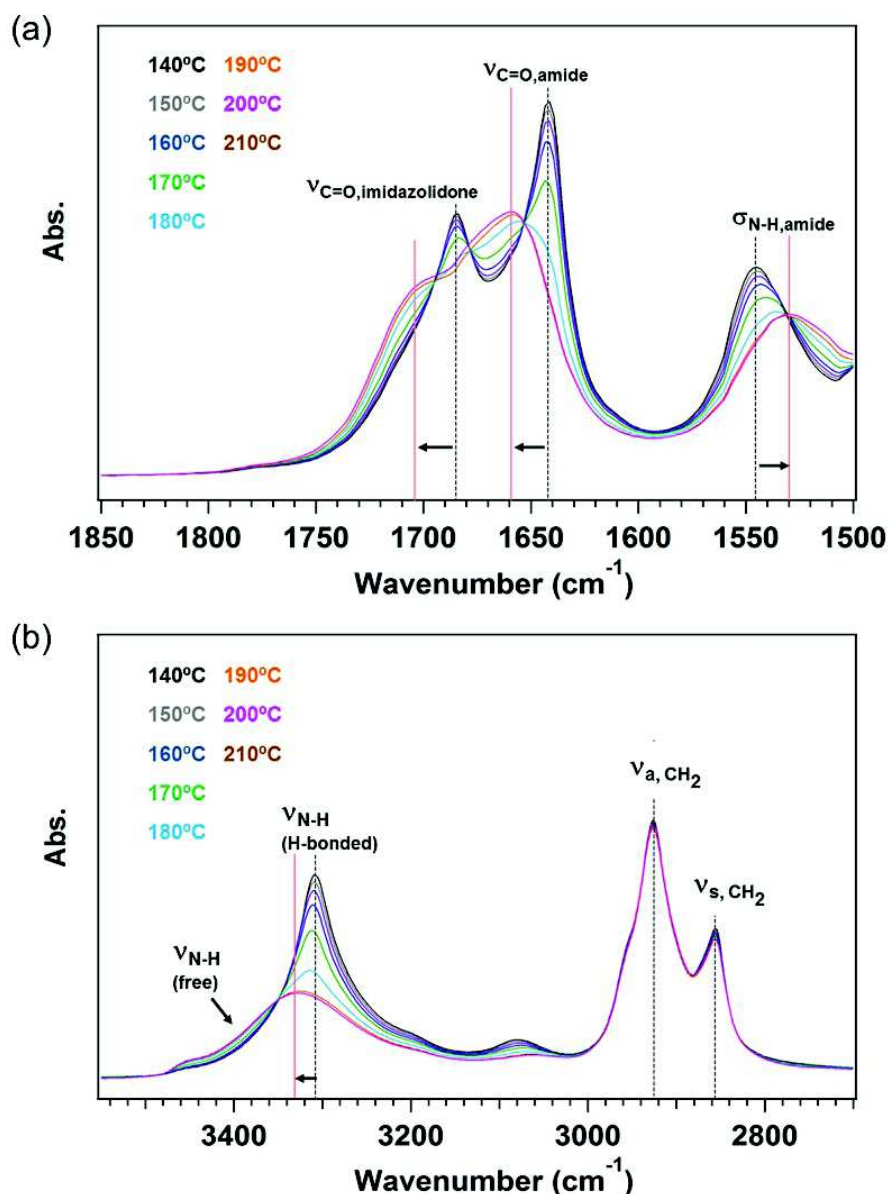 (a)
140ºC 190ºC
150ºC 200ºC
160ºC 210ºC
170ºC
180ºC
νC=O,amide
νC=O,imidazolidone
σN-H,amide
Abs.
1850 1800 1750 1700 1650 1600 1550 1500
Wavenumber (cm-1)
(b)
140ºC 190ºC
150ºC 200ºC
160ºC 210ºC
170ºC
180ºC
νN-H
(H-bonded)
νN-H
(free)
νa, CH2
νs, CH2
Abs.
3400 3200 3000 2800
Wavenumber (cm-1)